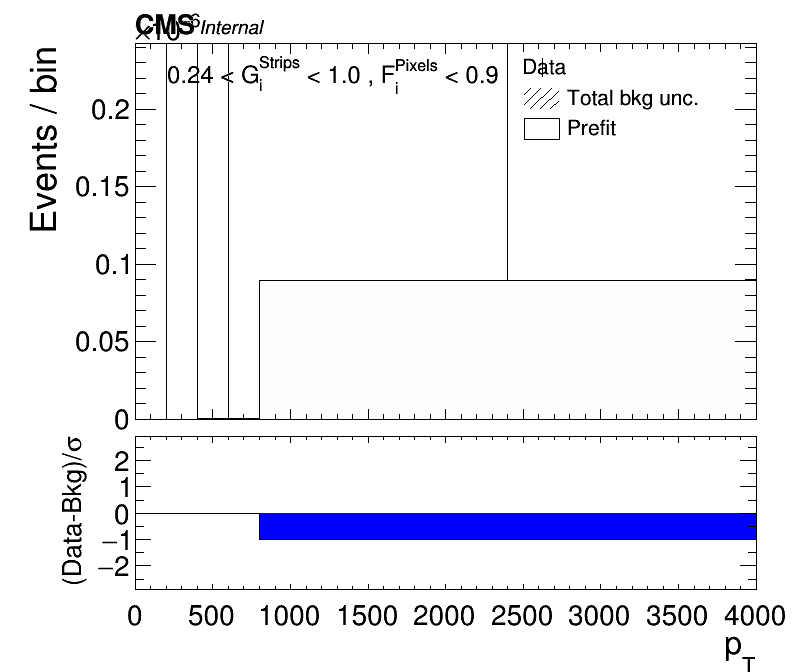 CMS Internal
×10⁻⁶
0.24 < G_i^Strips < 1.0 , F_i^Pixels < 0.9
Data
Total bkg unc.
Prefit
Events / bin
0.2
0.15
0.1
0.05
0
(Data-Bkg)/σ
2
1
0
−1
−2
0 500 1000 1500 2000 2500 3000 3500 4000
p_T